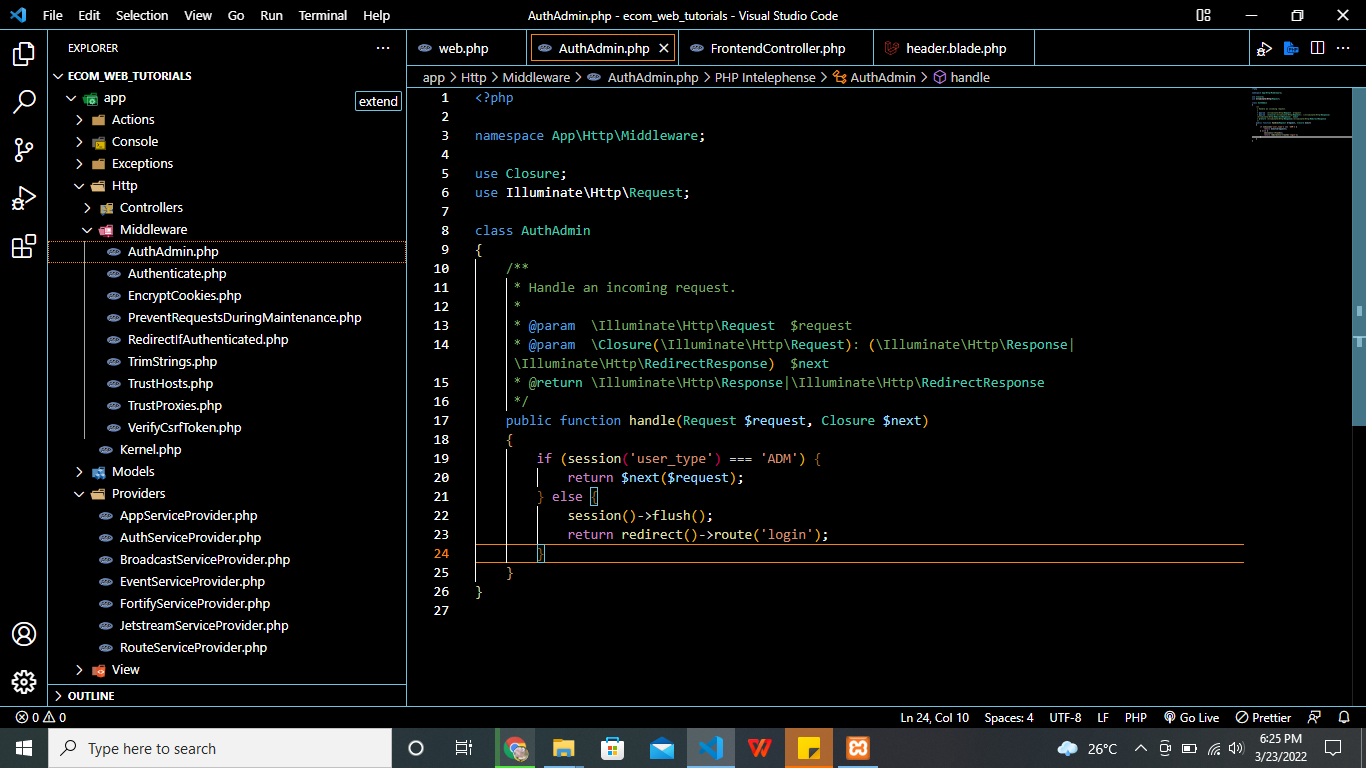 File Edit Selection View Go Run Terminal Help
AuthAdmin.php - ecom_web_tutorials - Visual Studio Code
EXPLORER
ECOM_WEB_TUTORIALS
app
extend
Actions
Console
Exceptions
Http
Controllers
Middleware
AuthAdmin.php
Authenticate.php
EncryptCookies.php
PreventRequestsDuringMaintenance.php
RedirectIfAuthenticated.php
TrimStrings.php
TrustHosts.php
TrustProxies.php
VerifyCsrfToken.php
Kernel.php
Models
Providers
AppServiceProvider.php
AuthServiceProvider.php
BroadcastServiceProvider.php
EventServiceProvider.php
FortifyServiceProvider.php
JetstreamServiceProvider.php
RouteServiceProvider.php
View
OUTLINE
web.php AuthAdmin.php FrontendController.php header.blade.php
app > Http > Middleware > AuthAdmin.php > PHP Intelephense > AuthAdmin > handle
1 <?php
2
3 namespace App\Http\Middleware;
4
5 use Closure;
6 use Illuminate\Http\Request;
7
8 class AuthAdmin
9 {
10 /**
11 * Handle an incoming request.
12 *
13 * @param  \Illuminate\Http\Request  $request
14 * @param  \Closure(\Illuminate\Http\Request): (\Illuminate\Http\Response|
\Illuminate\Http\RedirectResponse)  $next
15 * @return \Illuminate\Http\Response|\Illuminate\Http\RedirectResponse
16 */
17 public function handle(Request $request, Closure $next)
18 {
19 if (session('user_type') === 'ADM') {
20 return $next($request);
21 } else {
22 session()->flush();
23 return redirect()->route('login');
24 }
25 }
26 }
27
0 0
Ln 24, Col 10 Spaces: 4 UTF-8 LF PHP Go Live Prettier
Type here to search
26°C
6:25 PM
3/23/2022